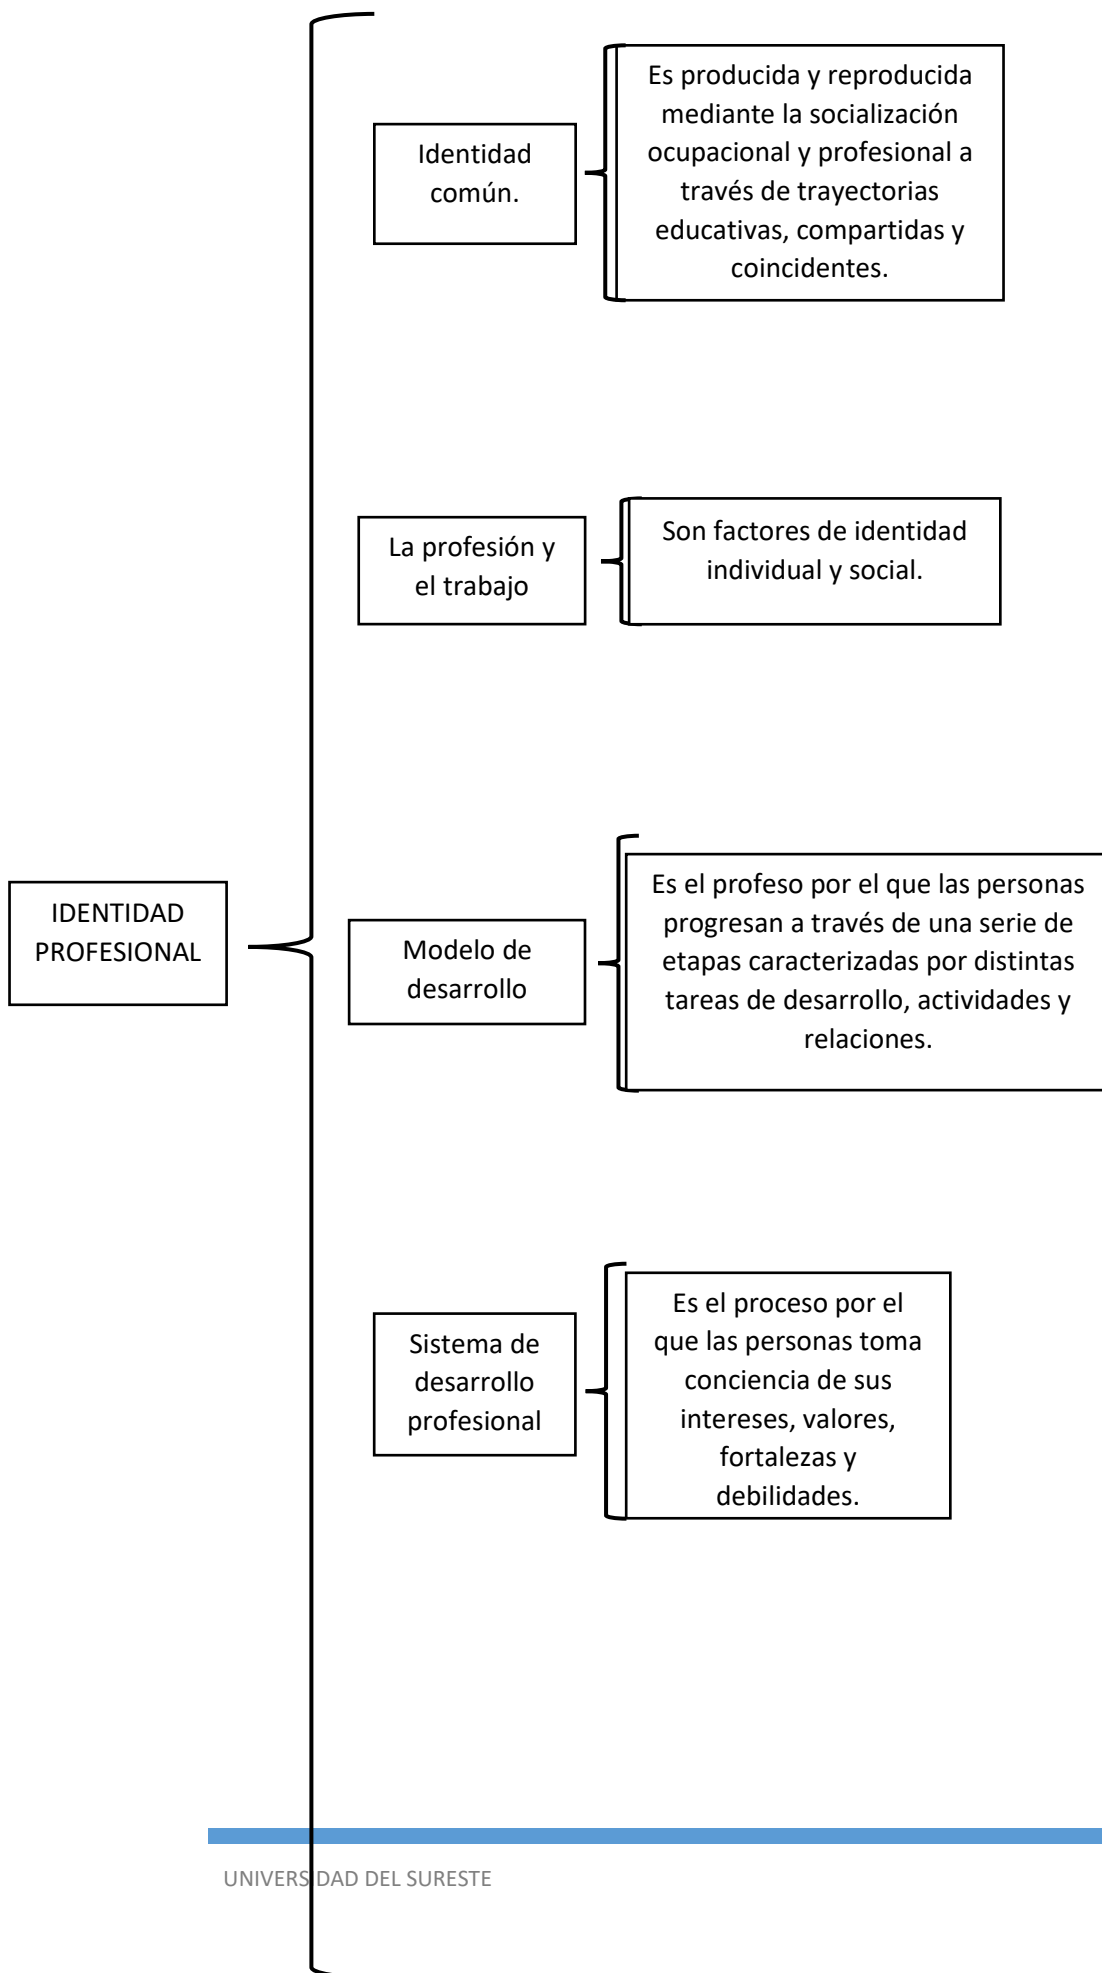 Es producida y reproducida
mediante la socialización
ocupacional y profesional a
través de trayectorias
educativas, compartidas y
coincidentes.
Identidad
común.
Son factores de identidad
individual y social.
La profesión y
el trabajo
IDENTIDAD
PROFESIONAL
Modelo de
desarrollo
Es el profeso por el que las personas
progresan a través de una serie de
etapas caracterizadas por distintas
tareas de desarrollo, actividades y
relaciones.
Sistema de
desarrollo
profesional
Es el proceso por el
que las personas toma
conciencia de sus
intereses, valores,
fortalezas y
debilidades.
UNIVERSIDAD DEL SURESTE